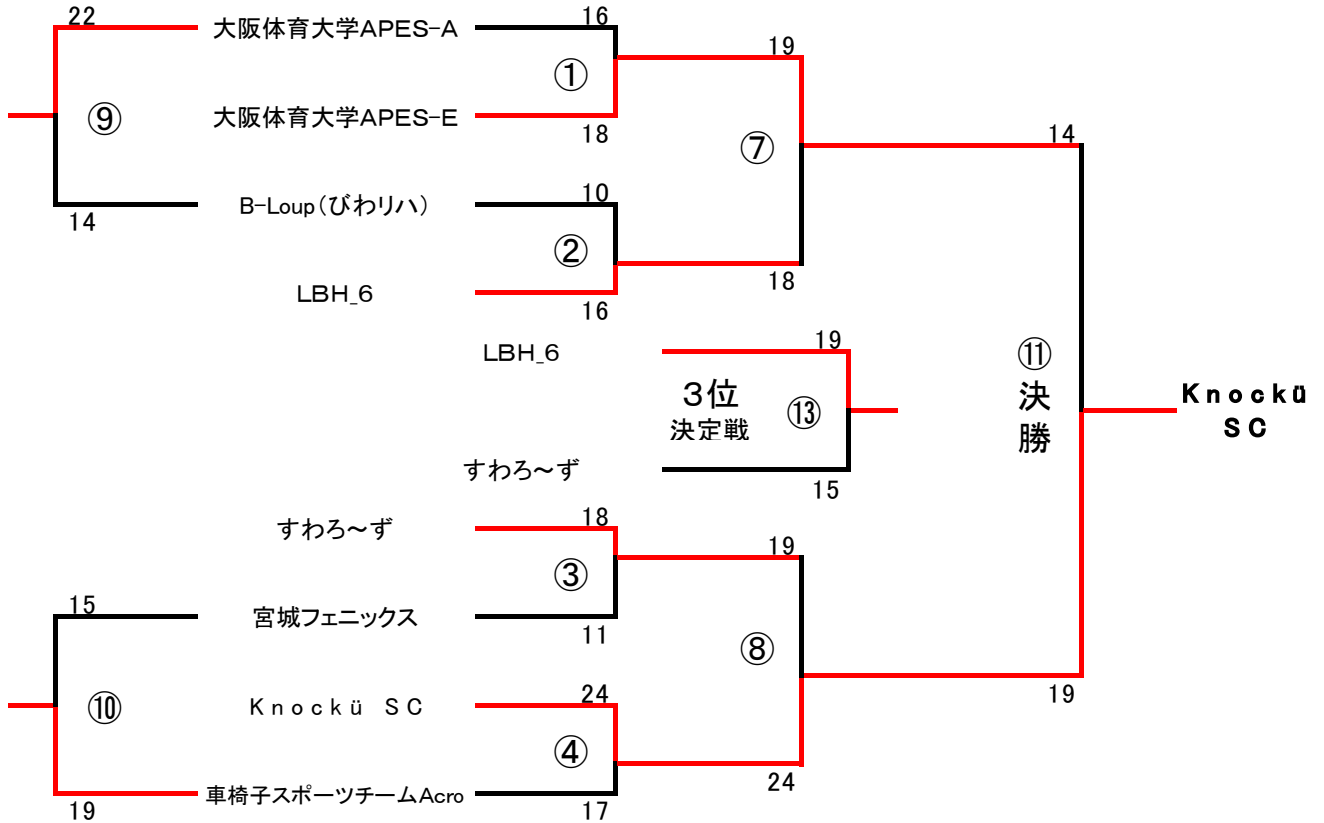 22
大阪体育大学APES-A
16
19
①
⑨
大阪体育大学APES-E
18
⑦
14
14
B-Loup(びわリハ)
10
②
18
LBH_6
16
LBH_6
19
⑪
決
勝
3位
決定戦
⑬
Knockü
SC
すわろ～ず
15
すわろ～ず
18
19
③
15
宮城フェニックス
11
⑧
⑩
Knockü SC
24
19
④
24
19
車椅子スポーツチームAcro
17